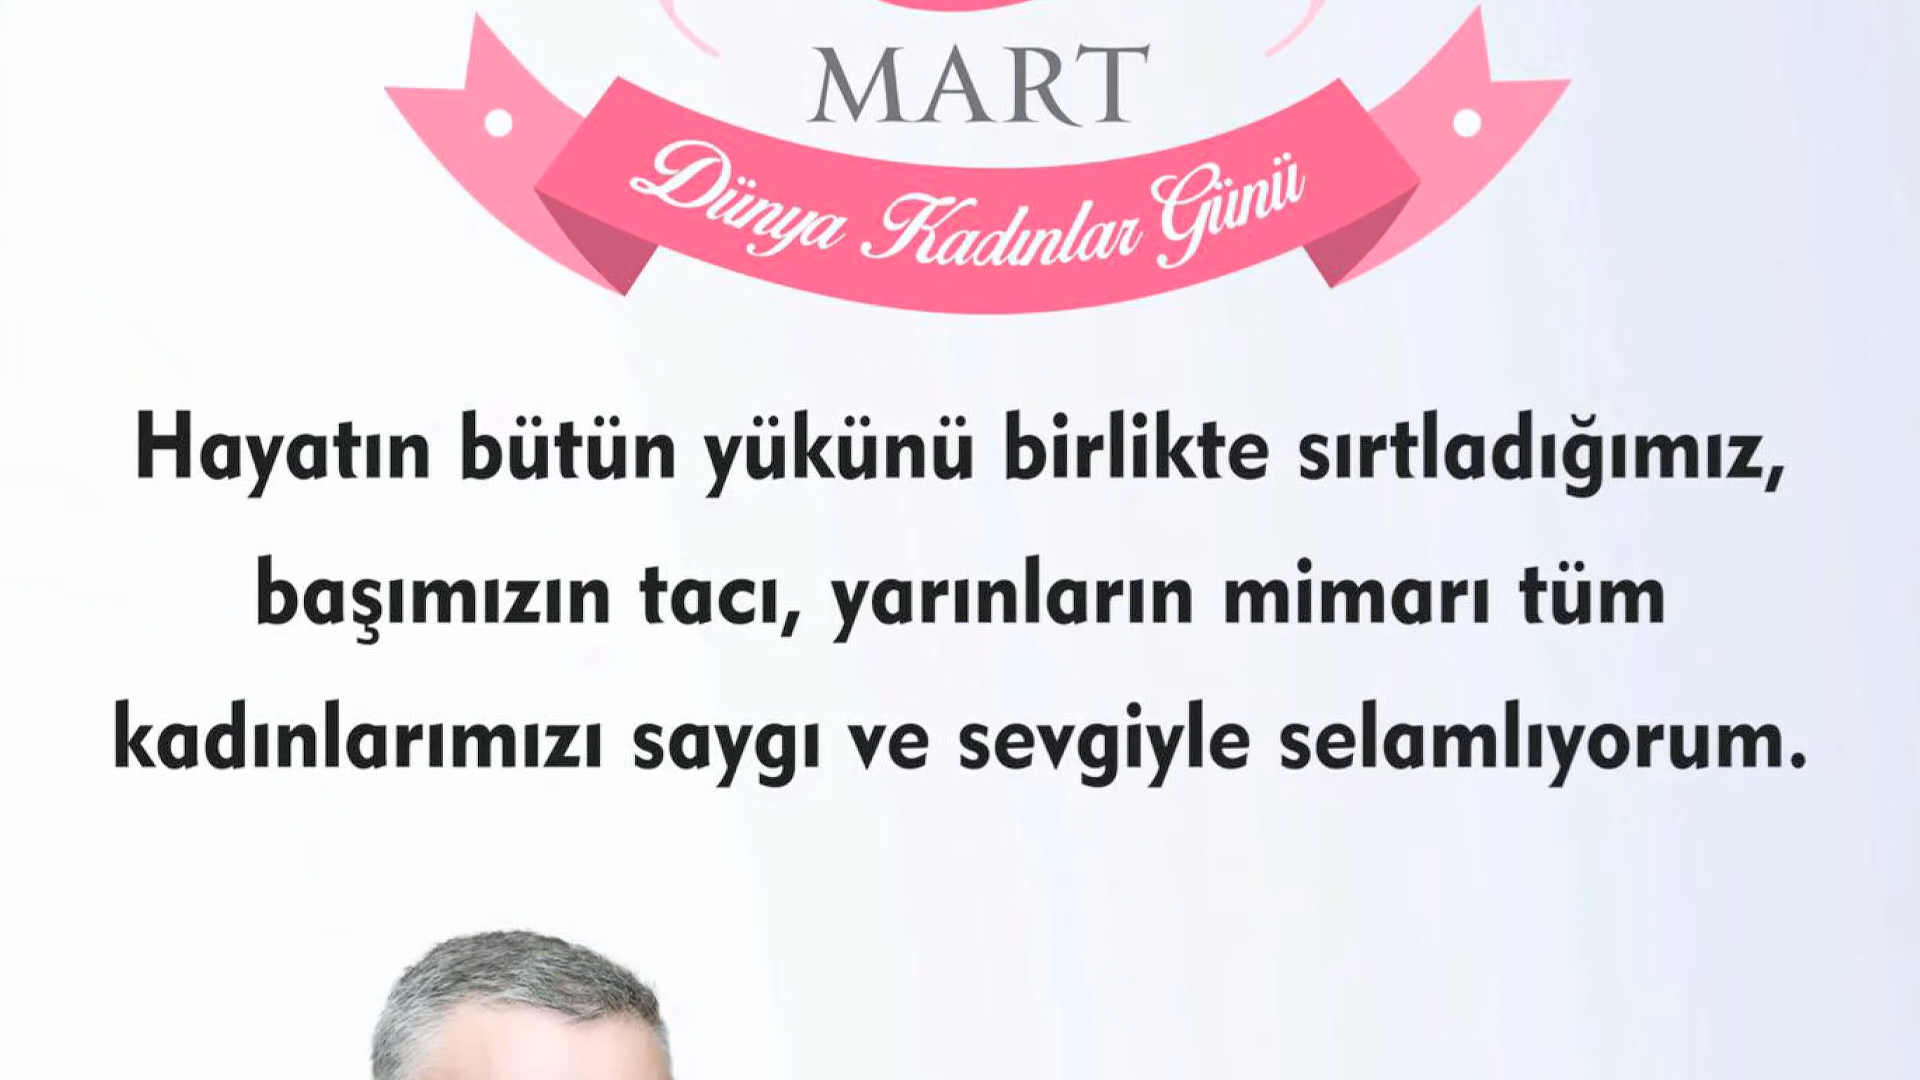 MART
Dünya Kadınlar Günü
Hayatın bütün yükünü birlikte sırtladığımız,
başımızın tacı, yarınların mimarı tüm
kadınlarımızı saygı ve sevgiyle selamlıyorum.